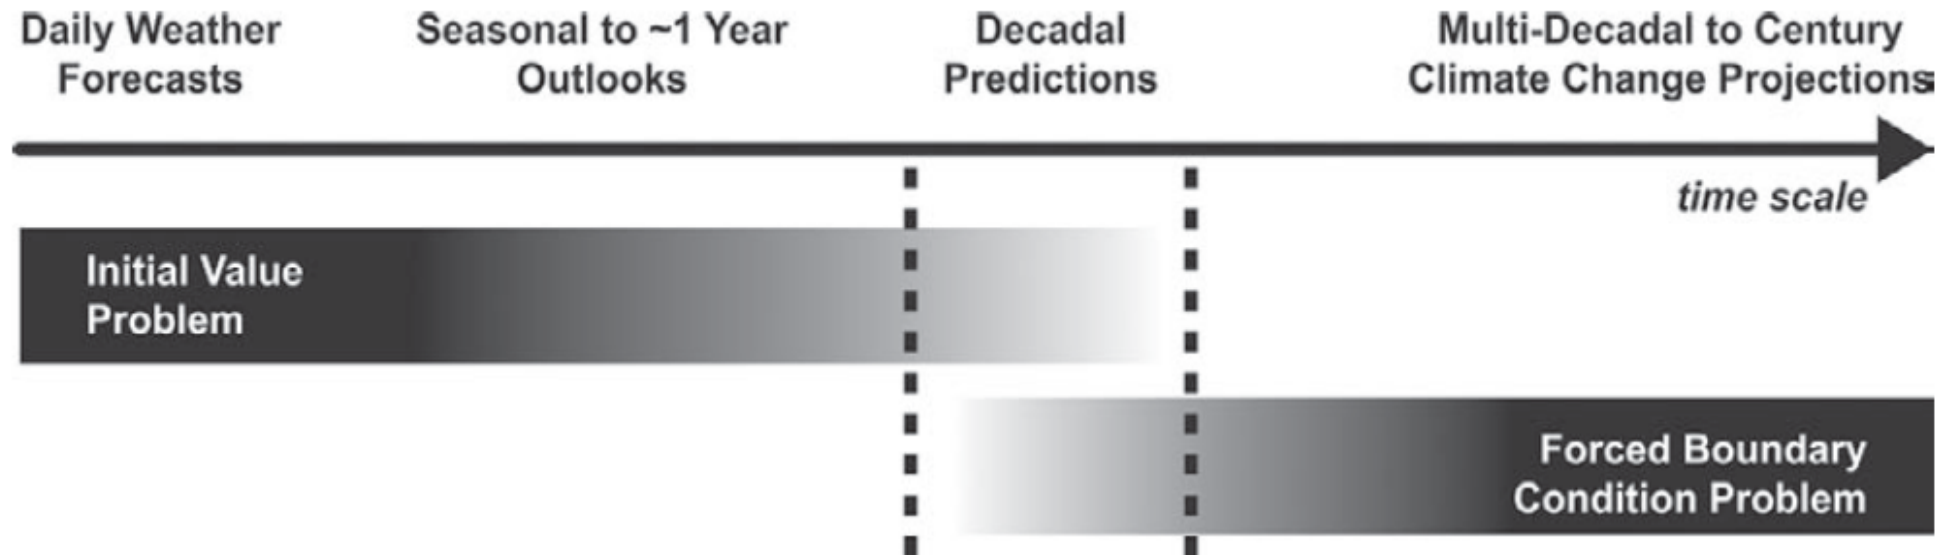 Daily Weather
Forecasts
Seasonal to ~1 Year
Outlooks
Decadal
Predictions
Multi-Decadal to Century
Climate Change Projections
time scale
Initial Value
Problem
Forced Boundary
Condition Problem